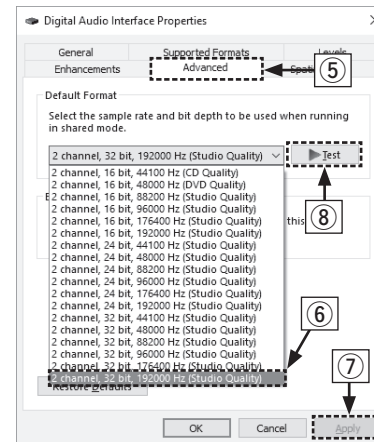 Digital Audio Interface Properties
General Supported Formats Levels
Enhancements Advanced Spati
⑤
Default Format
Select the sample rate and bit depth to be used when running
in shared mode.
2 channel, 32 bit, 192000 Hz (Studio Quality) Test
2 channel, 16 bit, 44100 Hz (CD Quality)
2 channel, 16 bit, 48000 Hz (DVD Quality)
2 channel, 16 bit, 88200 Hz (Studio Quality)
2 channel, 16 bit, 96000 Hz (Studio Quality)
2 channel, 16 bit, 176400 Hz (Studio Quality) this
2 channel, 16 bit, 192000 Hz (Studio Quality)
⑧
2 channel, 24 bit, 44100 Hz (Studio Quality)
2 channel, 24 bit, 48000 Hz (Studio Quality)
2 channel, 24 bit, 88200 Hz (Studio Quality)
2 channel, 24 bit, 96000 Hz (Studio Quality)
2 channel, 24 bit, 176400 Hz (Studio Quality)
2 channel, 24 bit, 192000 Hz (Studio Quality)
2 channel, 32 bit, 44100 Hz (Studio Quality)
2 channel, 32 bit, 48000 Hz (Studio Quality)
2 channel, 32 bit, 88200 Hz (Studio Quality)
2 channel, 32 bit, 96000 Hz (Studio Quality)
2 channel, 32 bit, 176400 Hz (Studio Quality)
2 channel, 32 bit, 192000 Hz (Studio Quality)
⑥
⑦
Restore Defaults
OK Cancel Apply